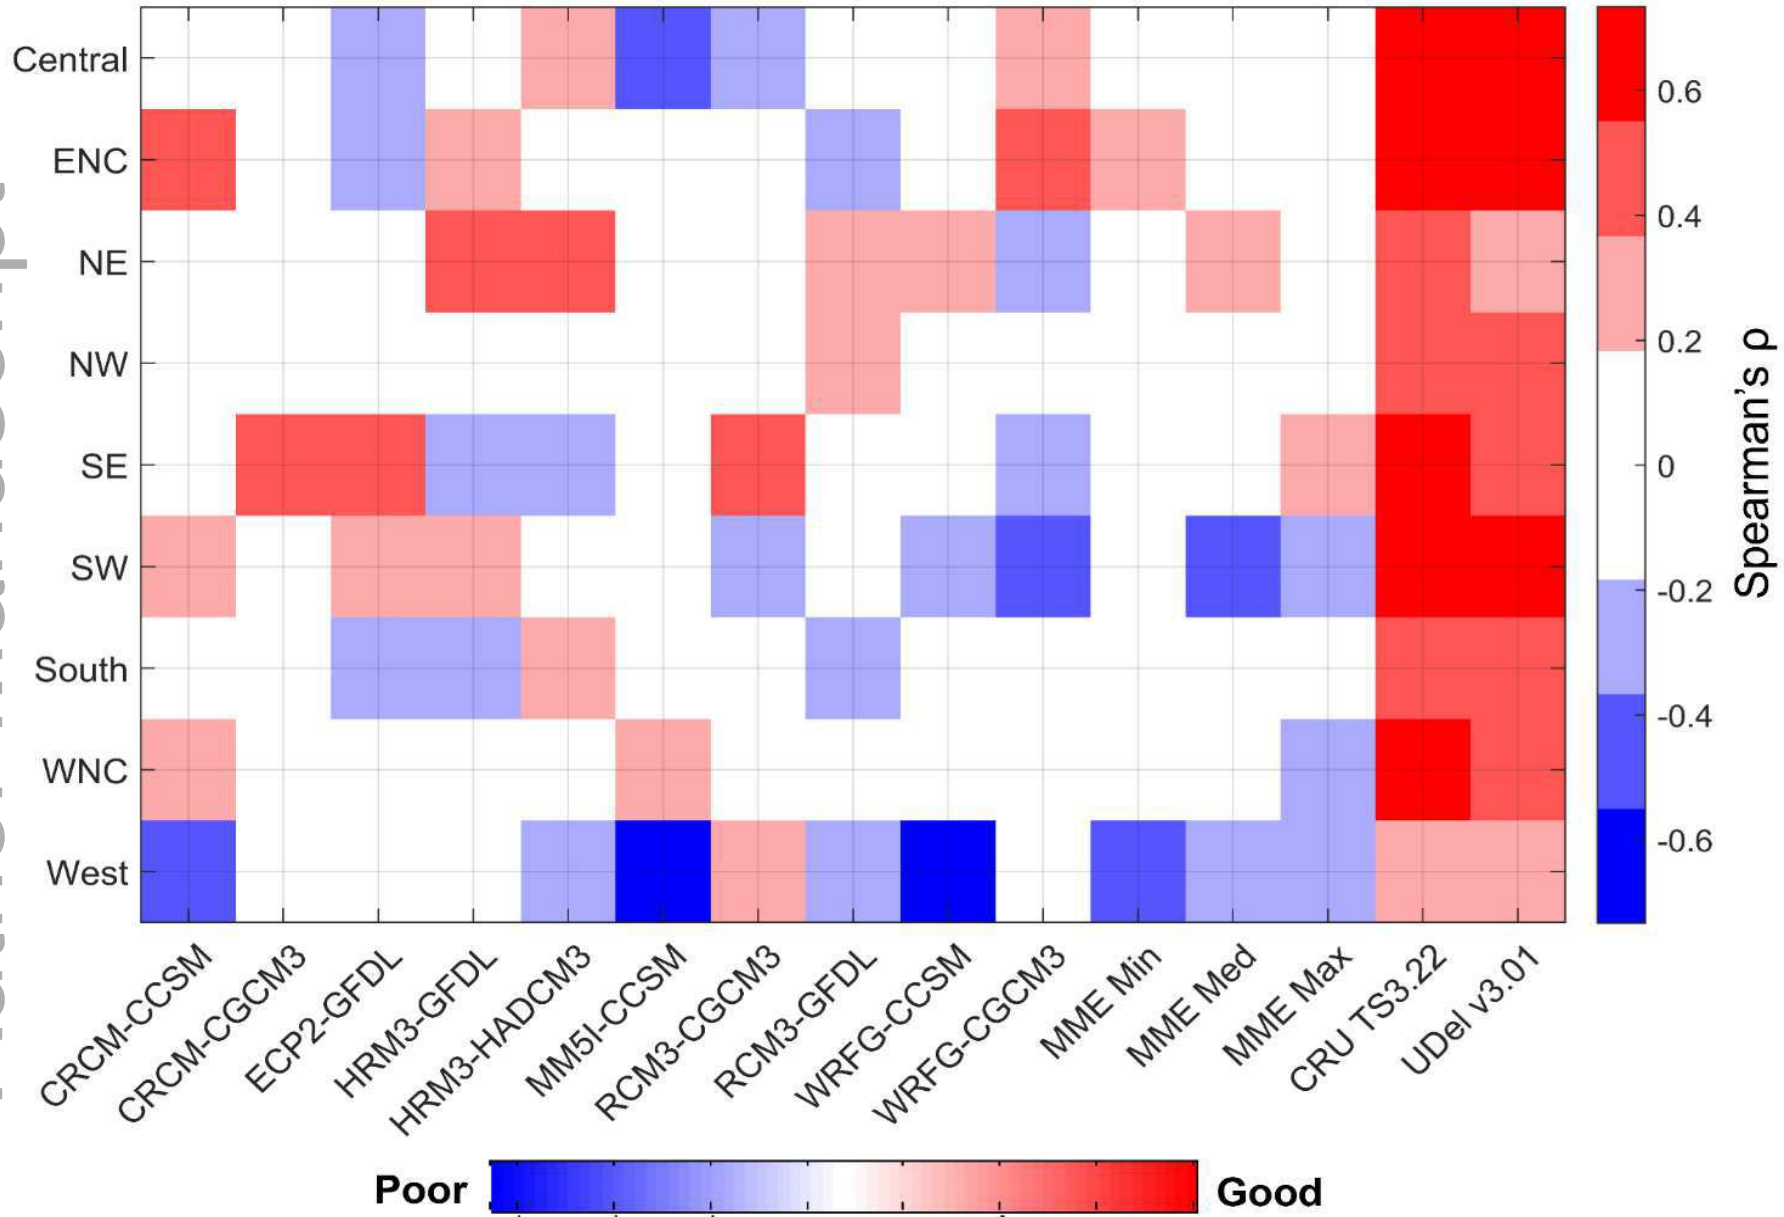 Central
ENC
NE
NW
SE
SW
South
WNC
West
CRCM-CCSM
CRCM-CGCM3
ECP2-GFDL
HRM3-GFDL
HRM3-HADCM3
MM5I-CCSM
RCM3-CGCM3
RCM3-GFDL
WRFG-CCSM
WRFG-CGCM3
MME Min
MME Med
MME Max
CRU TS3.22
UDel v3.01
0.6
0.4
0.2
0
-0.2
-0.4
-0.6
Spearman's ρ
Poor
Good